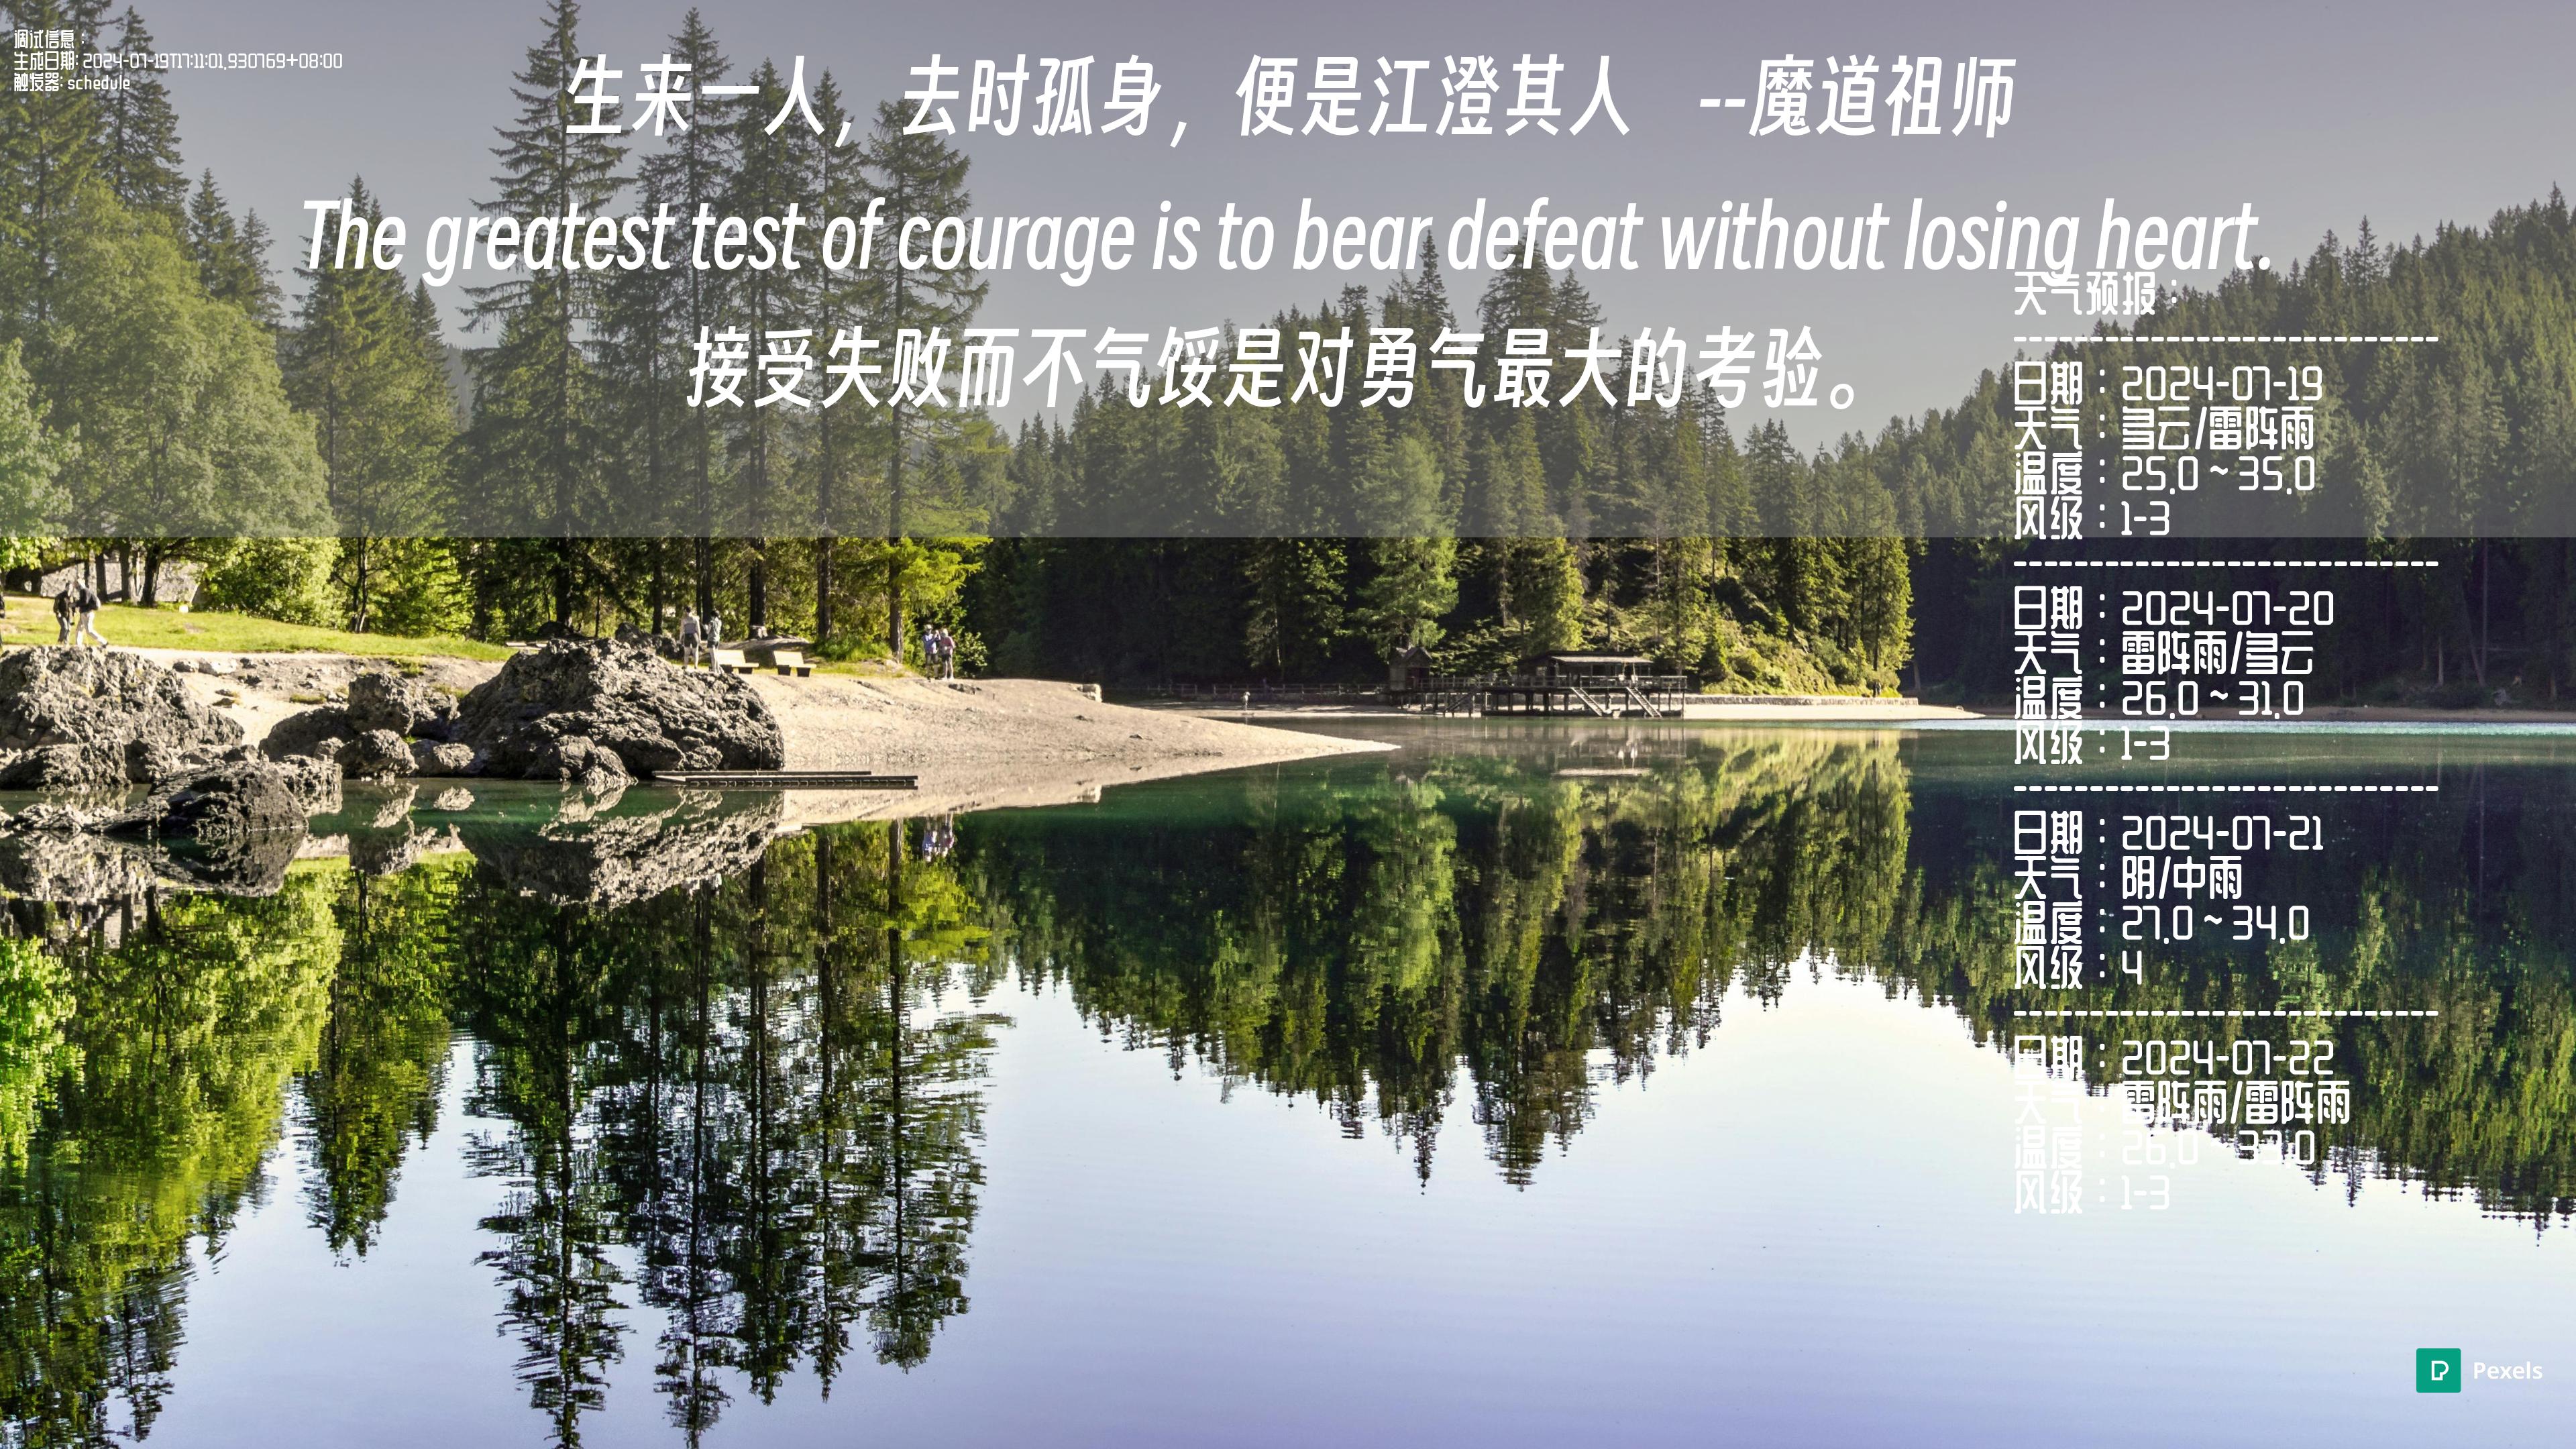 调试信息：
生成日期: 2024-07-19T17:11:01.930769+08:00
触发器: schedule
生来一人，去时孤身，便是江澄其人 --魔道祖师
The greatest test of courage is to bear defeat without losing heart.
接受失败而不气馁是对勇气最大的考验。
天气预报：
----------------------------
日期：2024-07-19
天气：多云/雷阵雨
温度：25.0 ~ 35.0
风级：1-3
----------------------------
日期：2024-07-20
天气：雷阵雨/多云
温度：26.0 ~ 31.0
风级：1-3
----------------------------
日期：2024-07-21
天气：阴/中雨
温度：27.0 ~ 34.0
风级：4
----------------------------
日期：2024-07-22
天气：雷阵雨/雷阵雨
温度：26.0 ~ 33.0
风级：1-3
Pexels